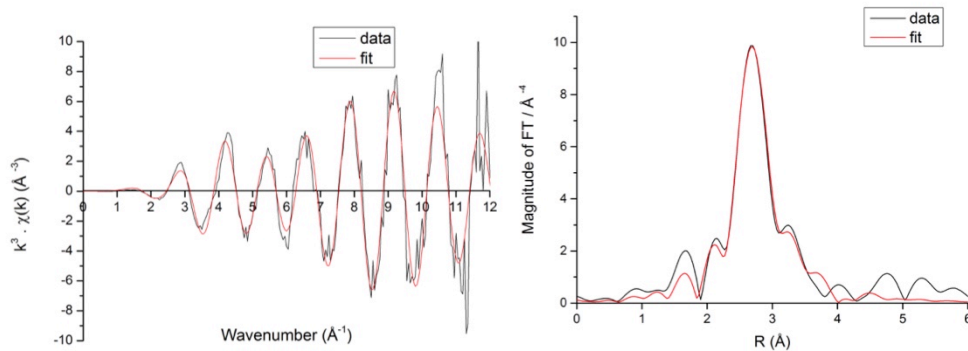 10
8
6
4
2
0
-2
-4
-6
-8
-10
k³ · χ(k) (Å⁻³)
data
fit
0 1 2 3 4 5 6 7 8 9 10 11 12
Wavenumber (Å⁻¹)
data
fit
Magnitude of FT / Å⁻⁴
10
8
6
4
2
0
0 1 2 3 4 5 6
R (Å)